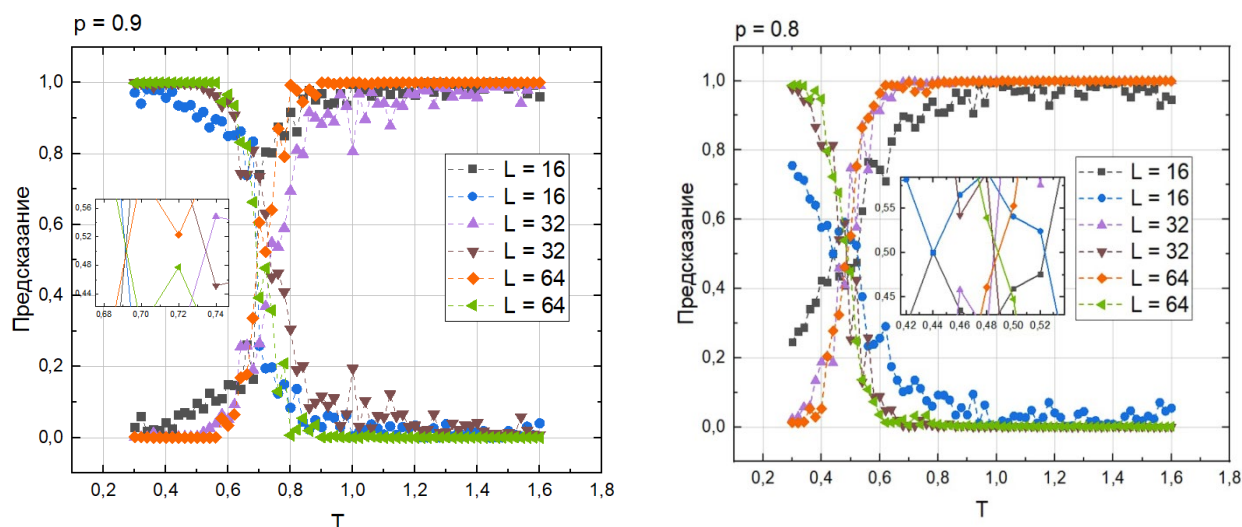 p = 0.9
1,0
0,8
0,6
0,4
0,2
0,0
Предсказание
0,2 0,4 0,6 0,8 1,0 1,2 1,4 1,6 1,8
T
L = 16
L = 16
L = 32
L = 32
L = 64
L = 64
0,56
0,52
0,48
0,44
0,68 0,70 0,72 0,74
p = 0.8
1,0
0,8
0,6
0,4
0,2
0,0
Предсказание
0,2 0,4 0,6 0,8 1,0 1,2 1,4 1,6 1,8
T
L = 16
L = 16
L = 32
L = 32
L = 64
L = 64
0,55
0,50
0,45
0,42 0,44 0,46 0,48 0,50 0,52